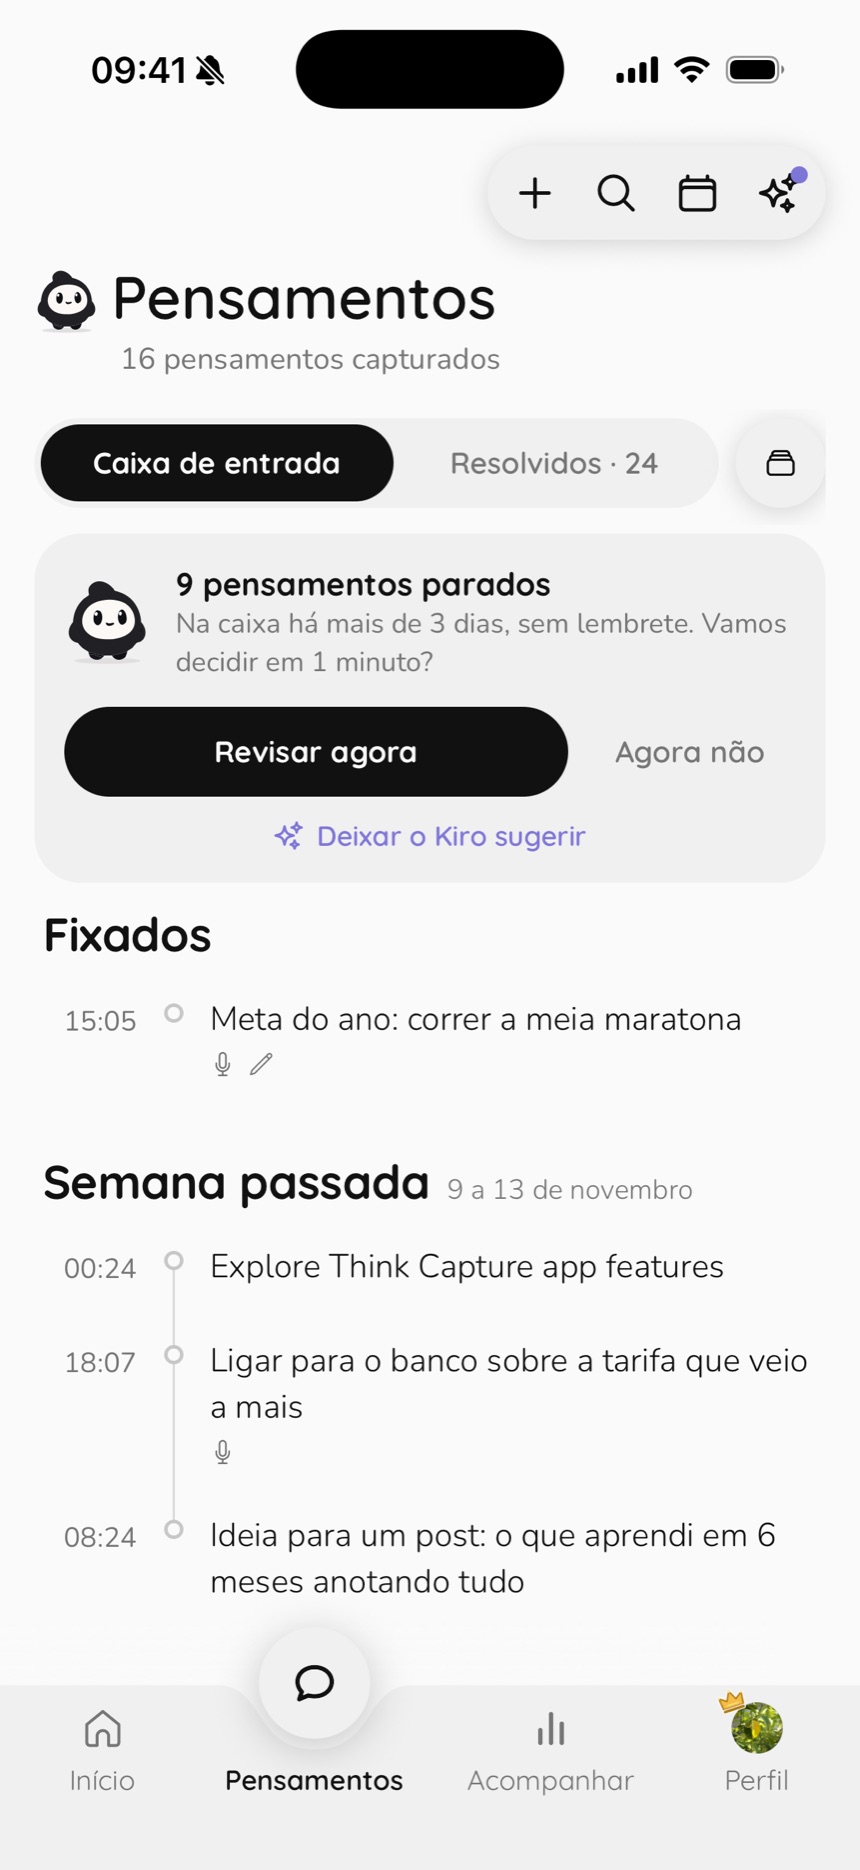 09:41
Pensamentos
16 pensamentos capturados
Caixa de entrada
Resolvidos · 24
9 pensamentos parados
Na caixa há mais de 3 dias, sem lembrete. Vamos
decidir em 1 minuto?
Revisar agora
Agora não
Deixar o Kiro sugerir
Fixados
15:05
Meta do ano: correr a meia maratona
Semana passada 9 a 13 de novembro
00:24
Explore Think Capture app features
18:07
Ligar para o banco sobre a tarifa que veio
a mais
08:24
Ideia para um post: o que aprendi em 6
meses anotando tudo
Início
Pensamentos
Acompanhar
Perfil